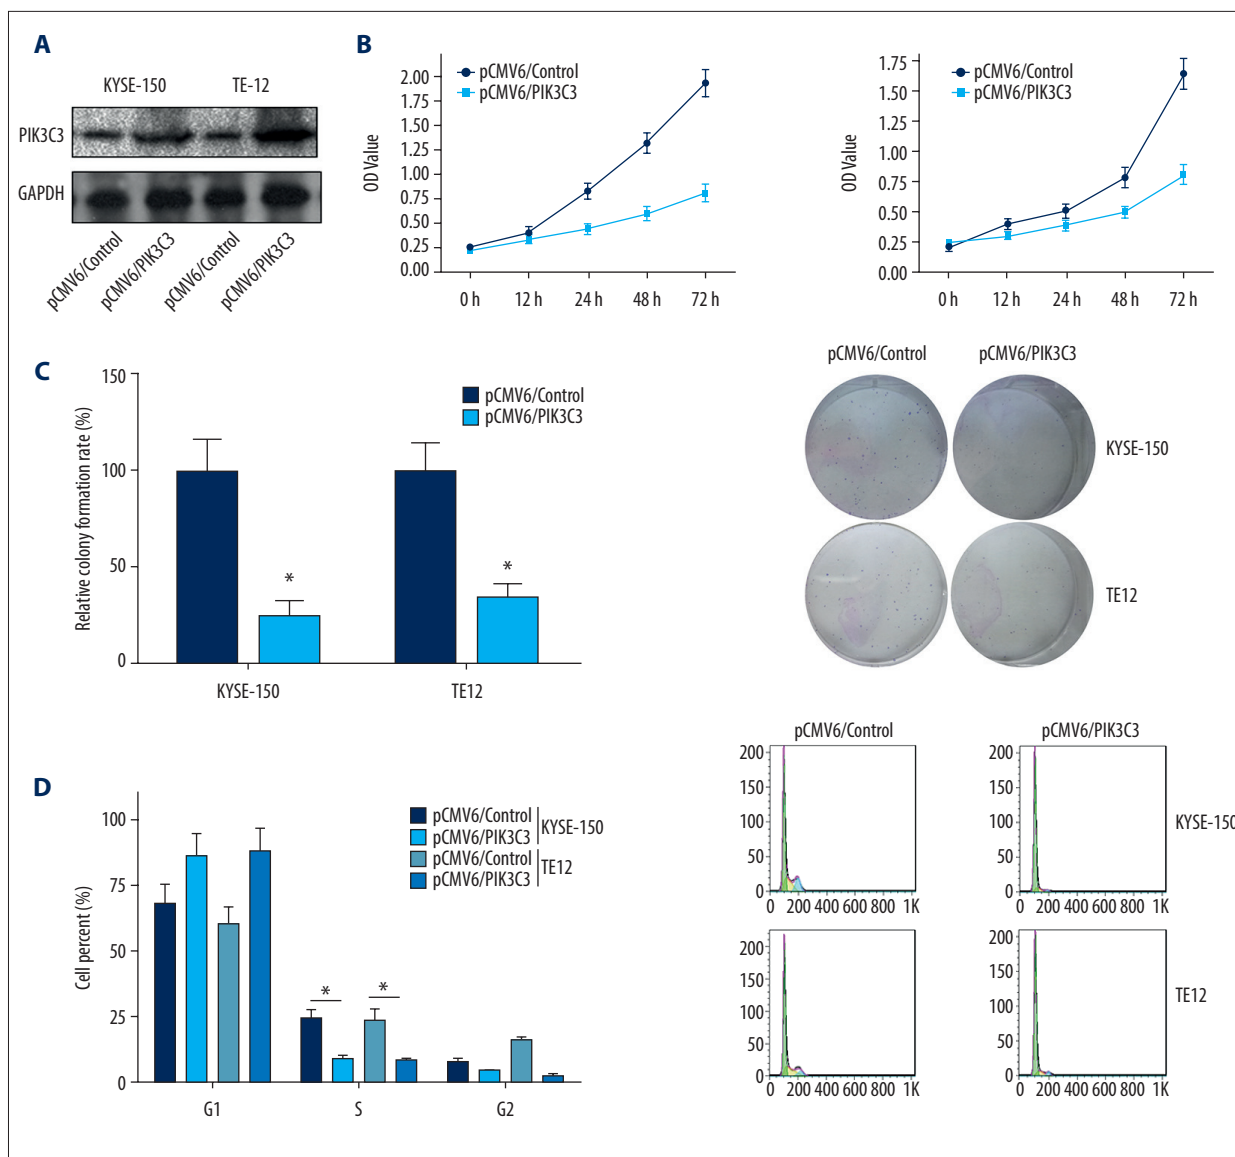 A
KYSE-150 TE-12
PIK3C3
GAPDH
pCMV6/Control
pCMV6/PIK3C3
pCMV6/Control
pCMV6/PIK3C3
B
pCMV6/Control
pCMV6/PIK3C3
OD Value
2.00
1.75
1.50
1.25
1.00
0.75
0.50
0.25
0.00
0 h 12 h 24 h 48 h 72 h
pCMV6/Control
pCMV6/PIK3C3
OD Value
1.75
1.50
1.25
1.00
0.75
0.50
0.25
0.00
0 h 12 h 24 h 48 h 72 h
C
Relative colony formation rate (%)
150
100
50
0
pCMV6/Control
pCMV6/PIK3C3
* *
KYSE-150 TE12
pCMV6/Control pCMV6/PIK3C3
KYSE-150
TE12
D
Cell percent (%)
100
75
50
25
0
pCMV6/Control
pCMV6/PIK3C3
KYSE-150
pCMV6/Control
pCMV6/PIK3C3
TE12
* *
G1 S G2
pCMV6/Control pCMV6/PIK3C3
200
150
100
50
0
0 200 400 600 800 1K
200
150
100
50
0
0 200 400 600 800 1K
KYSE-150
200
150
100
50
0
0 200 400 600 800 1K
200
150
100
50
0
0 200 400 600 800 1K
TE12